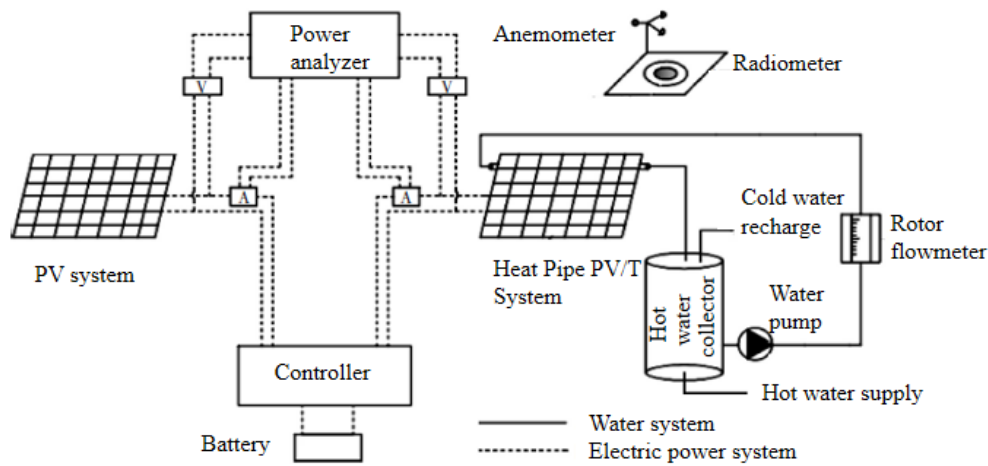 Power
analyzer
Anemometer
Radiometer
V
V
A
A
PV system
Heat Pipe PV/T
System
Cold water
recharge
Rotor
flowmeter
Hot
water
collector
Water
pump
Hot water supply
Controller
Battery
Water system
Electric power system